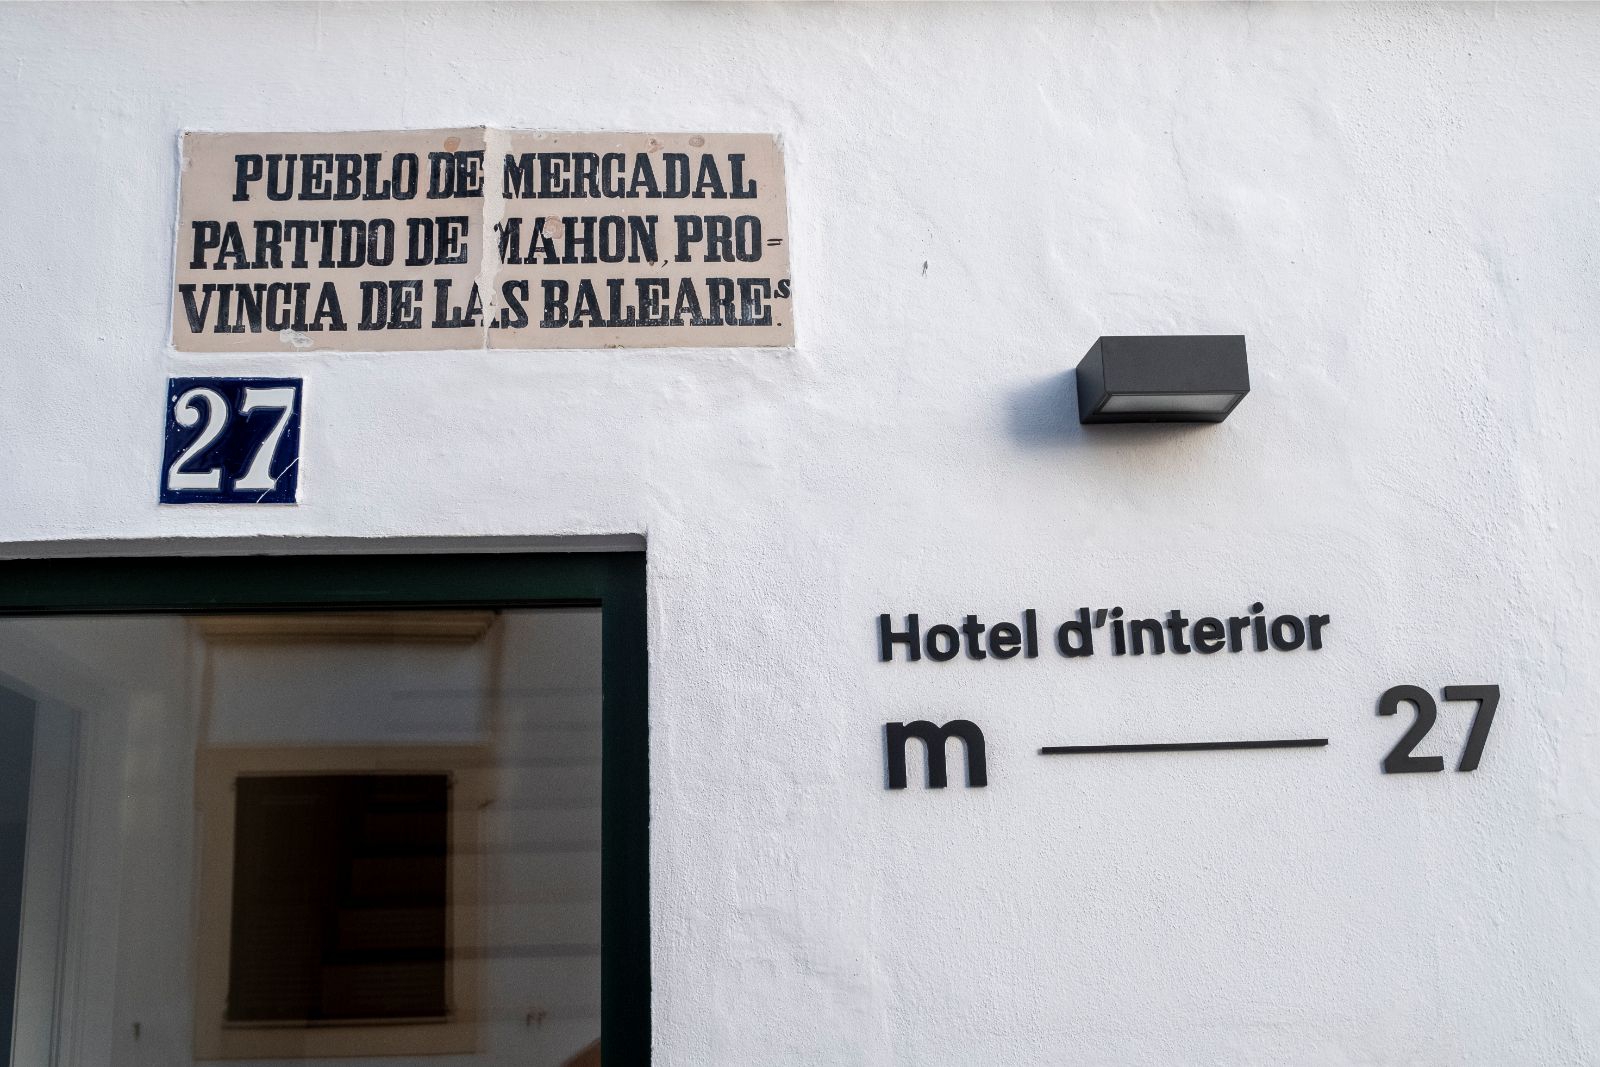 PUEBLO DE MERCADAL
PARTIDO DE MAHON, PRO=
VINCIA DE LAS BALEARES.
27
Hotel d’interior
m — 27